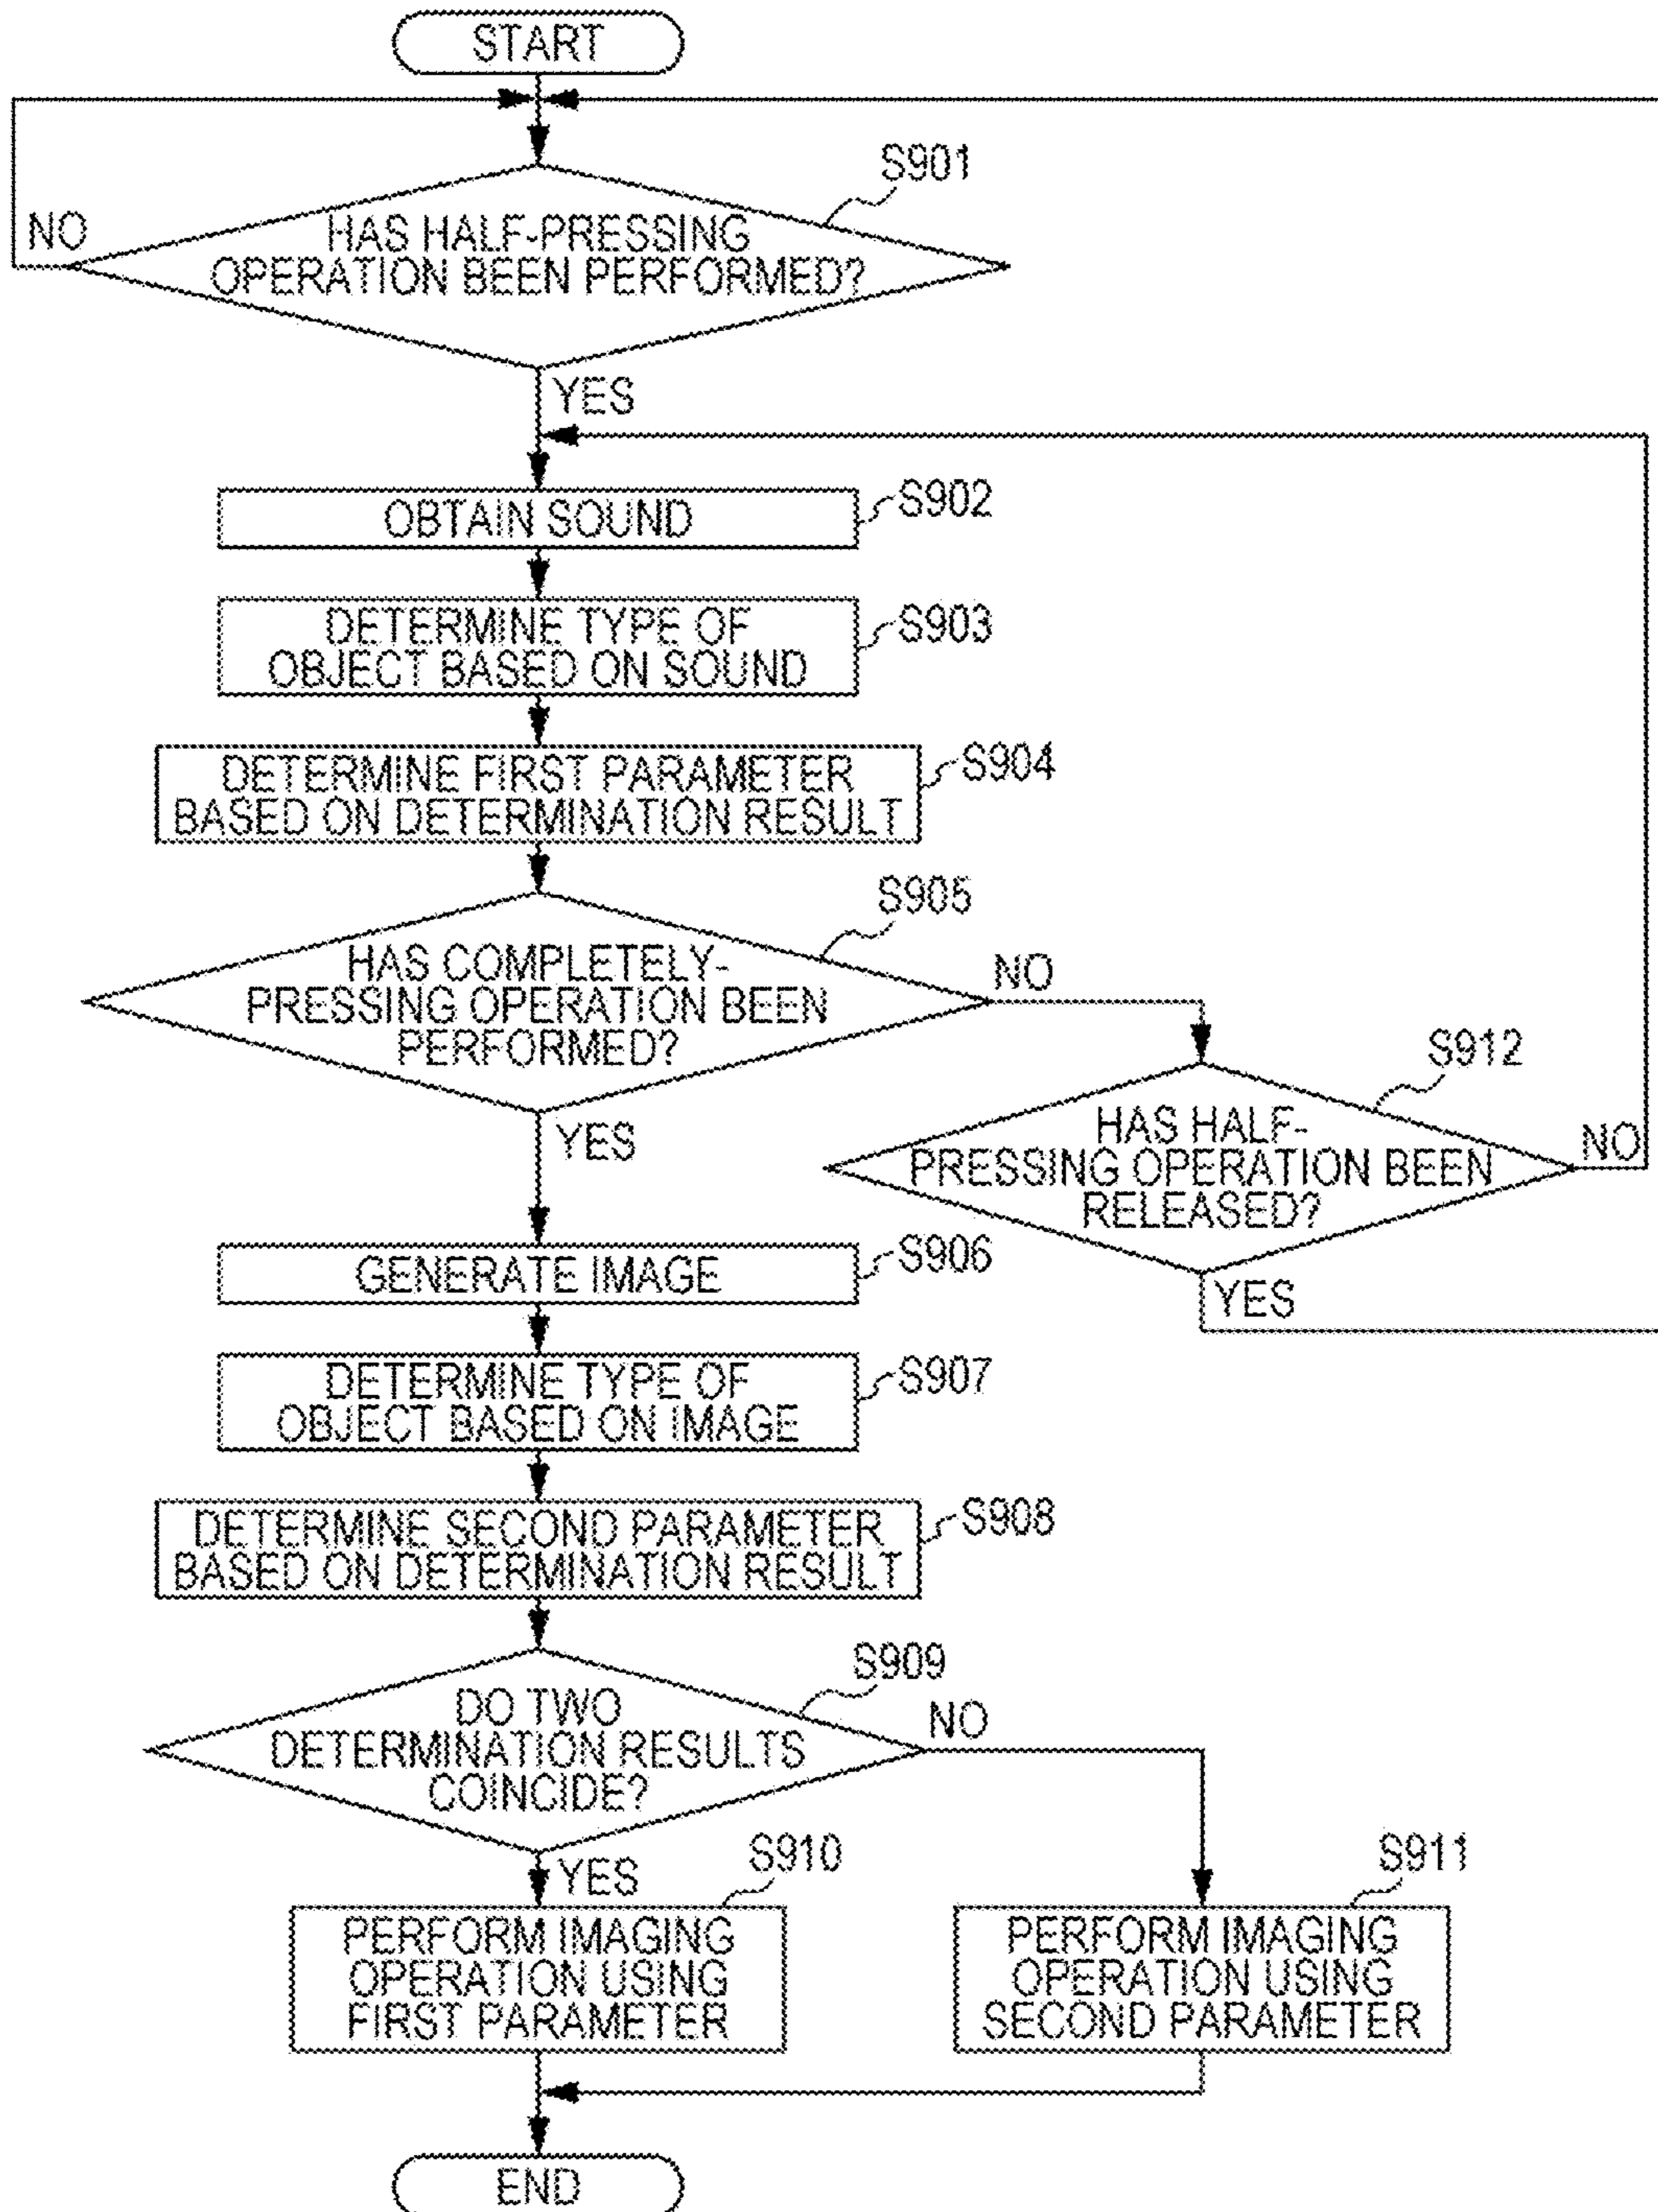 START
S901
NO
HAS HALF-PRESSING
OPERATION BEEN PERFORMED?
YES
OBTAIN SOUND
S902
DETERMINE TYPE OF
OBJECT BASED ON SOUND
S903
DETERMINE FIRST PARAMETER
BASED ON DETERMINATION RESULT
S904
S905
HAS COMPLETELY-
PRESSING OPERATION BEEN
PERFORMED?
NO
YES
S912
HAS HALF-
PRESSING OPERATION BEEN
RELEASED?
NO
YES
GENERATE IMAGE
S906
DETERMINE TYPE OF
OBJECT BASED ON IMAGE
S907
DETERMINE SECOND PARAMETER
BASED ON DETERMINATION RESULT
S908
S909
DO TWO
DETERMINATION RESULTS
COINCIDE?
NO
YES
S910
PERFORM IMAGING
OPERATION USING
FIRST PARAMETER
S911
PERFORM IMAGING
OPERATION USING
SECOND PARAMETER
END